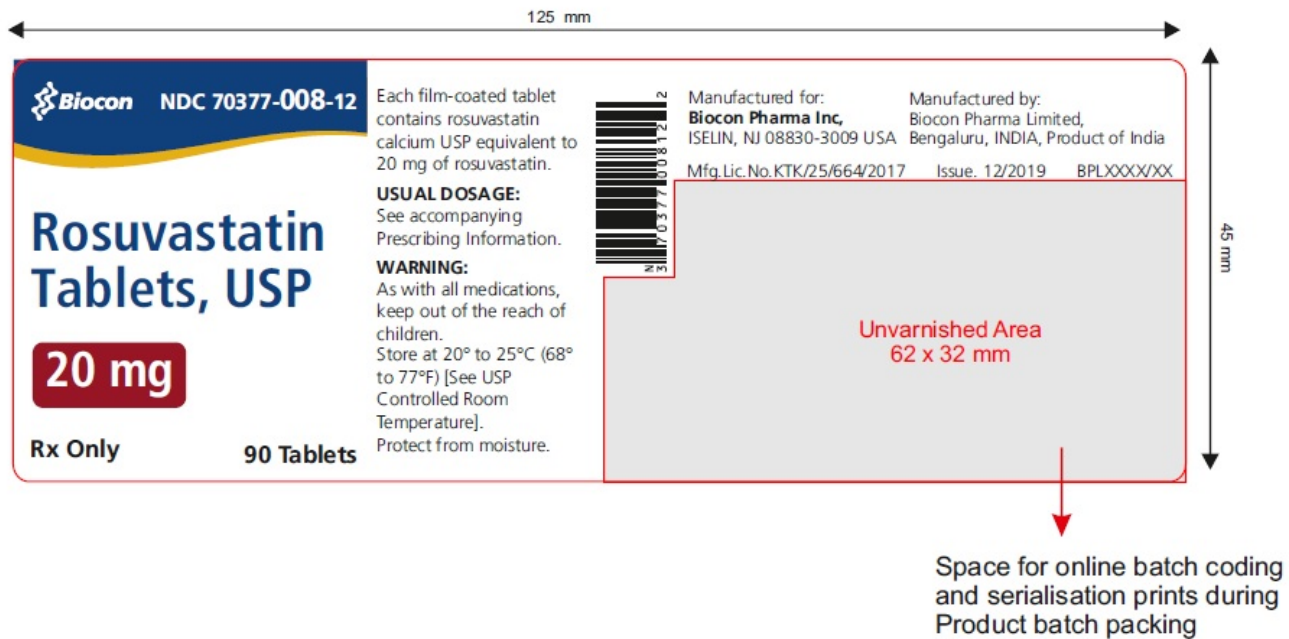 125 mm
Biocon NDC 70377-008-12
Rosuvastatin
Tablets, USP
20 mg
Rx Only 90 Tablets
Each film-coated tablet
contains rosuvastatin
calcium USP equivalent to
20 mg of rosuvastatin.
USUAL DOSAGE:
See accompanying
Prescribing Information.
WARNING:
As with all medications,
keep out of the reach of
children.
Store at 20° to 25°C (68°
to 77°F) [See USP
Controlled Room
Temperature].
Protect from moisture.
N 3 70377 00812 2
Manufactured for:
Biocon Pharma Inc,
ISELIN, NJ 08830-3009 USA
Manufactured by:
Biocon Pharma Limited,
Bengaluru, INDIA, Product of India
Mfg.Lic.No.KTK/25/664/2017 Issue. 12/2019 BPLXXXX/XX
Unvarnished Area
62 x 32 mm
45 mm
Space for online batch coding
and serialisation prints during
Product batch packing